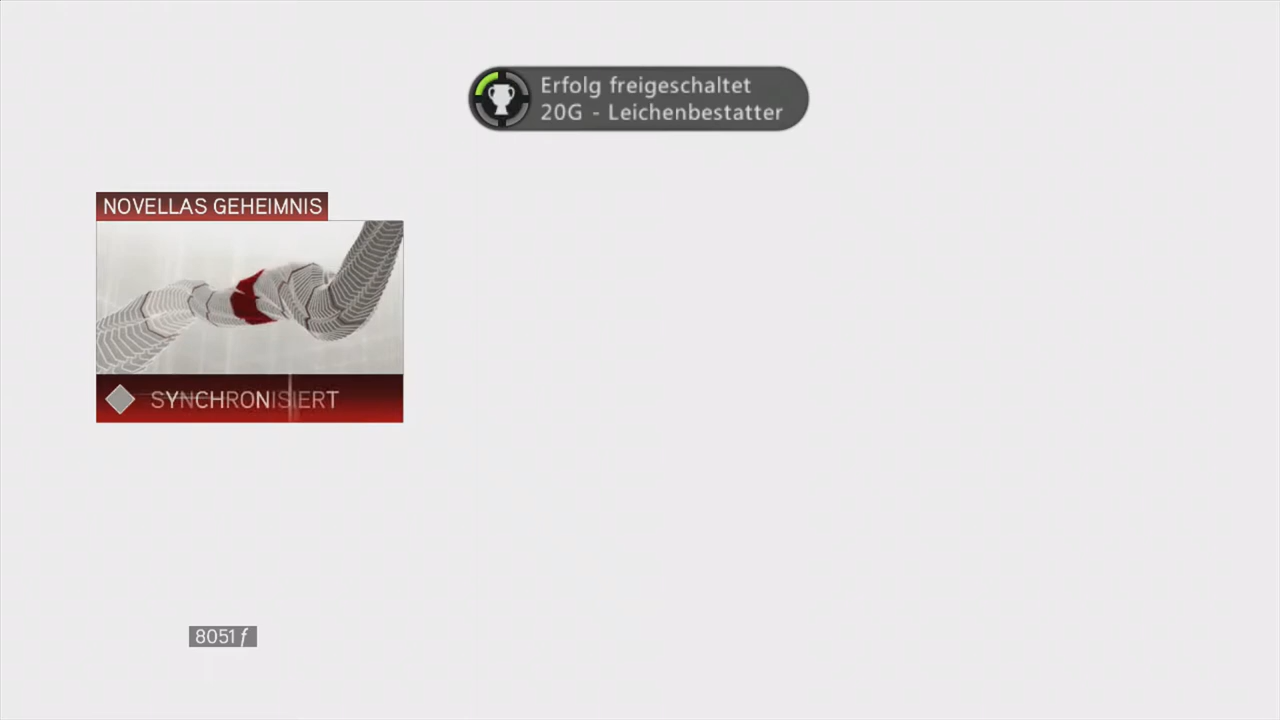 Erfolg freigeschaltet
20G - Leichenbestatter
NOVELLAS GEHEIMNIS
SYNCHRONISIERT
8051 ƒ